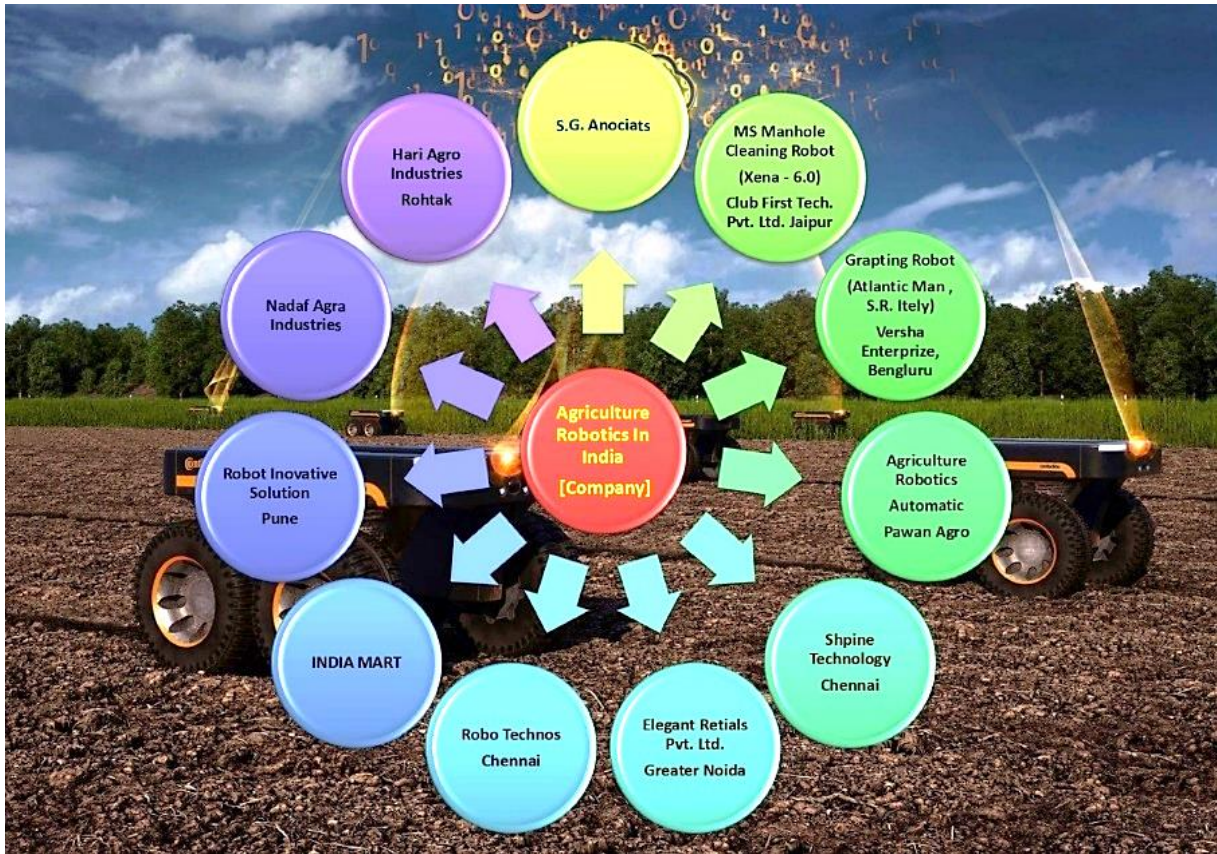 S.G. Anociats
MS Manhole
Cleaning Robot
(Xena - 6.0)
Club First Tech.
Pvt. Ltd. Jaipur
Grapting Robot
(Atlantic Man ,
S.R. Itely)
Versha
Enterprize,
Bengluru
Agriculture
Robotics
Automatic
Pawan Agro
Shpine
Technology
Chennai
Elegant Retials
Pvt. Ltd.
Greater Noida
Robo Technos
Chennai
INDIA MART
Robot Inovative
Solution
Pune
Nadaf Agra
Industries
Hari Agro
Industries
Rohtak
Agriculture
Robotics In
India
[Company]